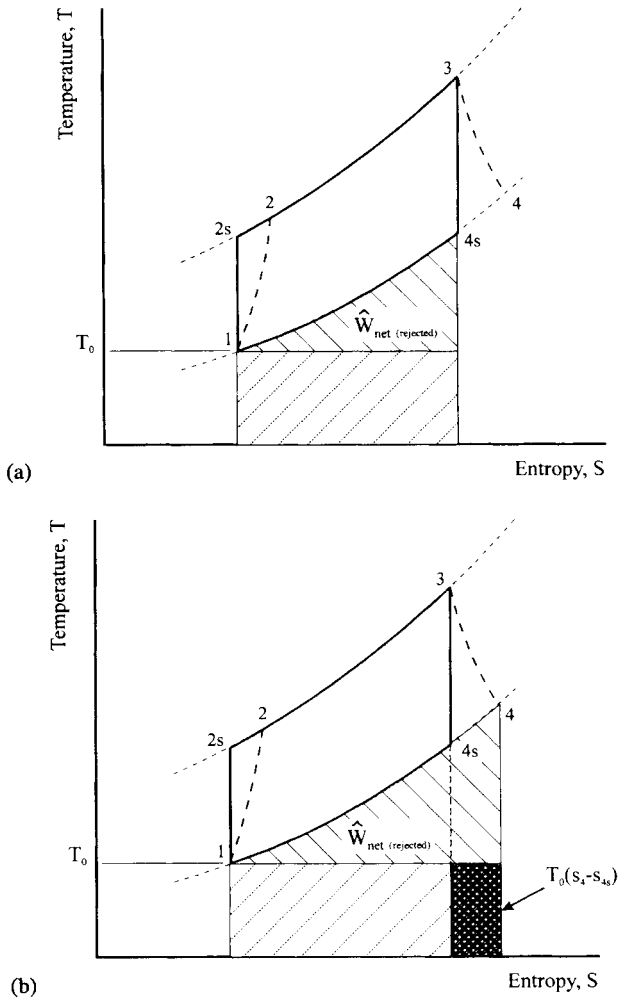 Temperature, T
3
2
2s
4
4s
Ŵnet (rejected)
1
T₀
(a)
Entropy, S
Temperature, T
3
2
4
2s
4s
Ŵnet (rejected)
1
T₀
T₀(s₄-s₄ₛ)
(b)
Entropy, S